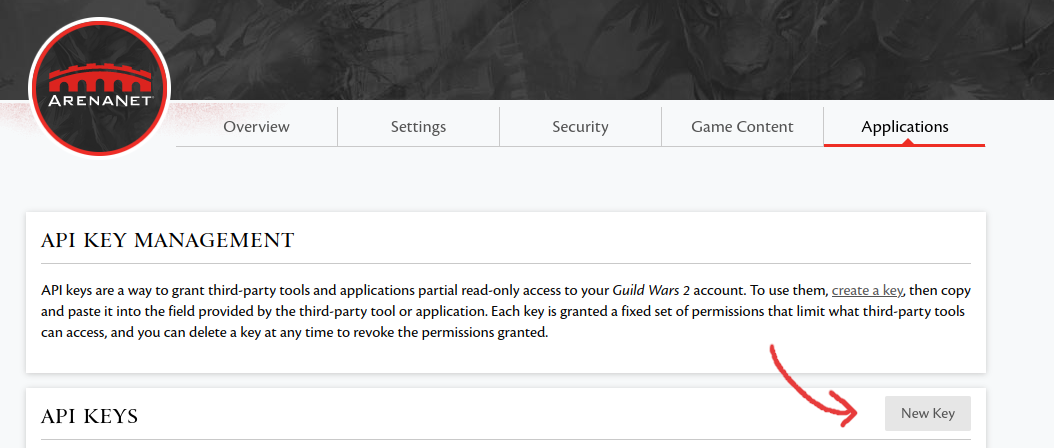 ARENANET
Overview
Settings
Security
Game Content
Applications
API KEY MANAGEMENT
API keys are a way to grant third-party tools and applications partial read-only access to your Guild Wars 2 account. To use them, create a key, then copy
and paste it into the field provided by the third-party tool or application. Each key is granted a fixed set of permissions that limit what third-party tools
can access, and you can delete a key at any time to revoke the permissions granted.
API KEYS
New Key